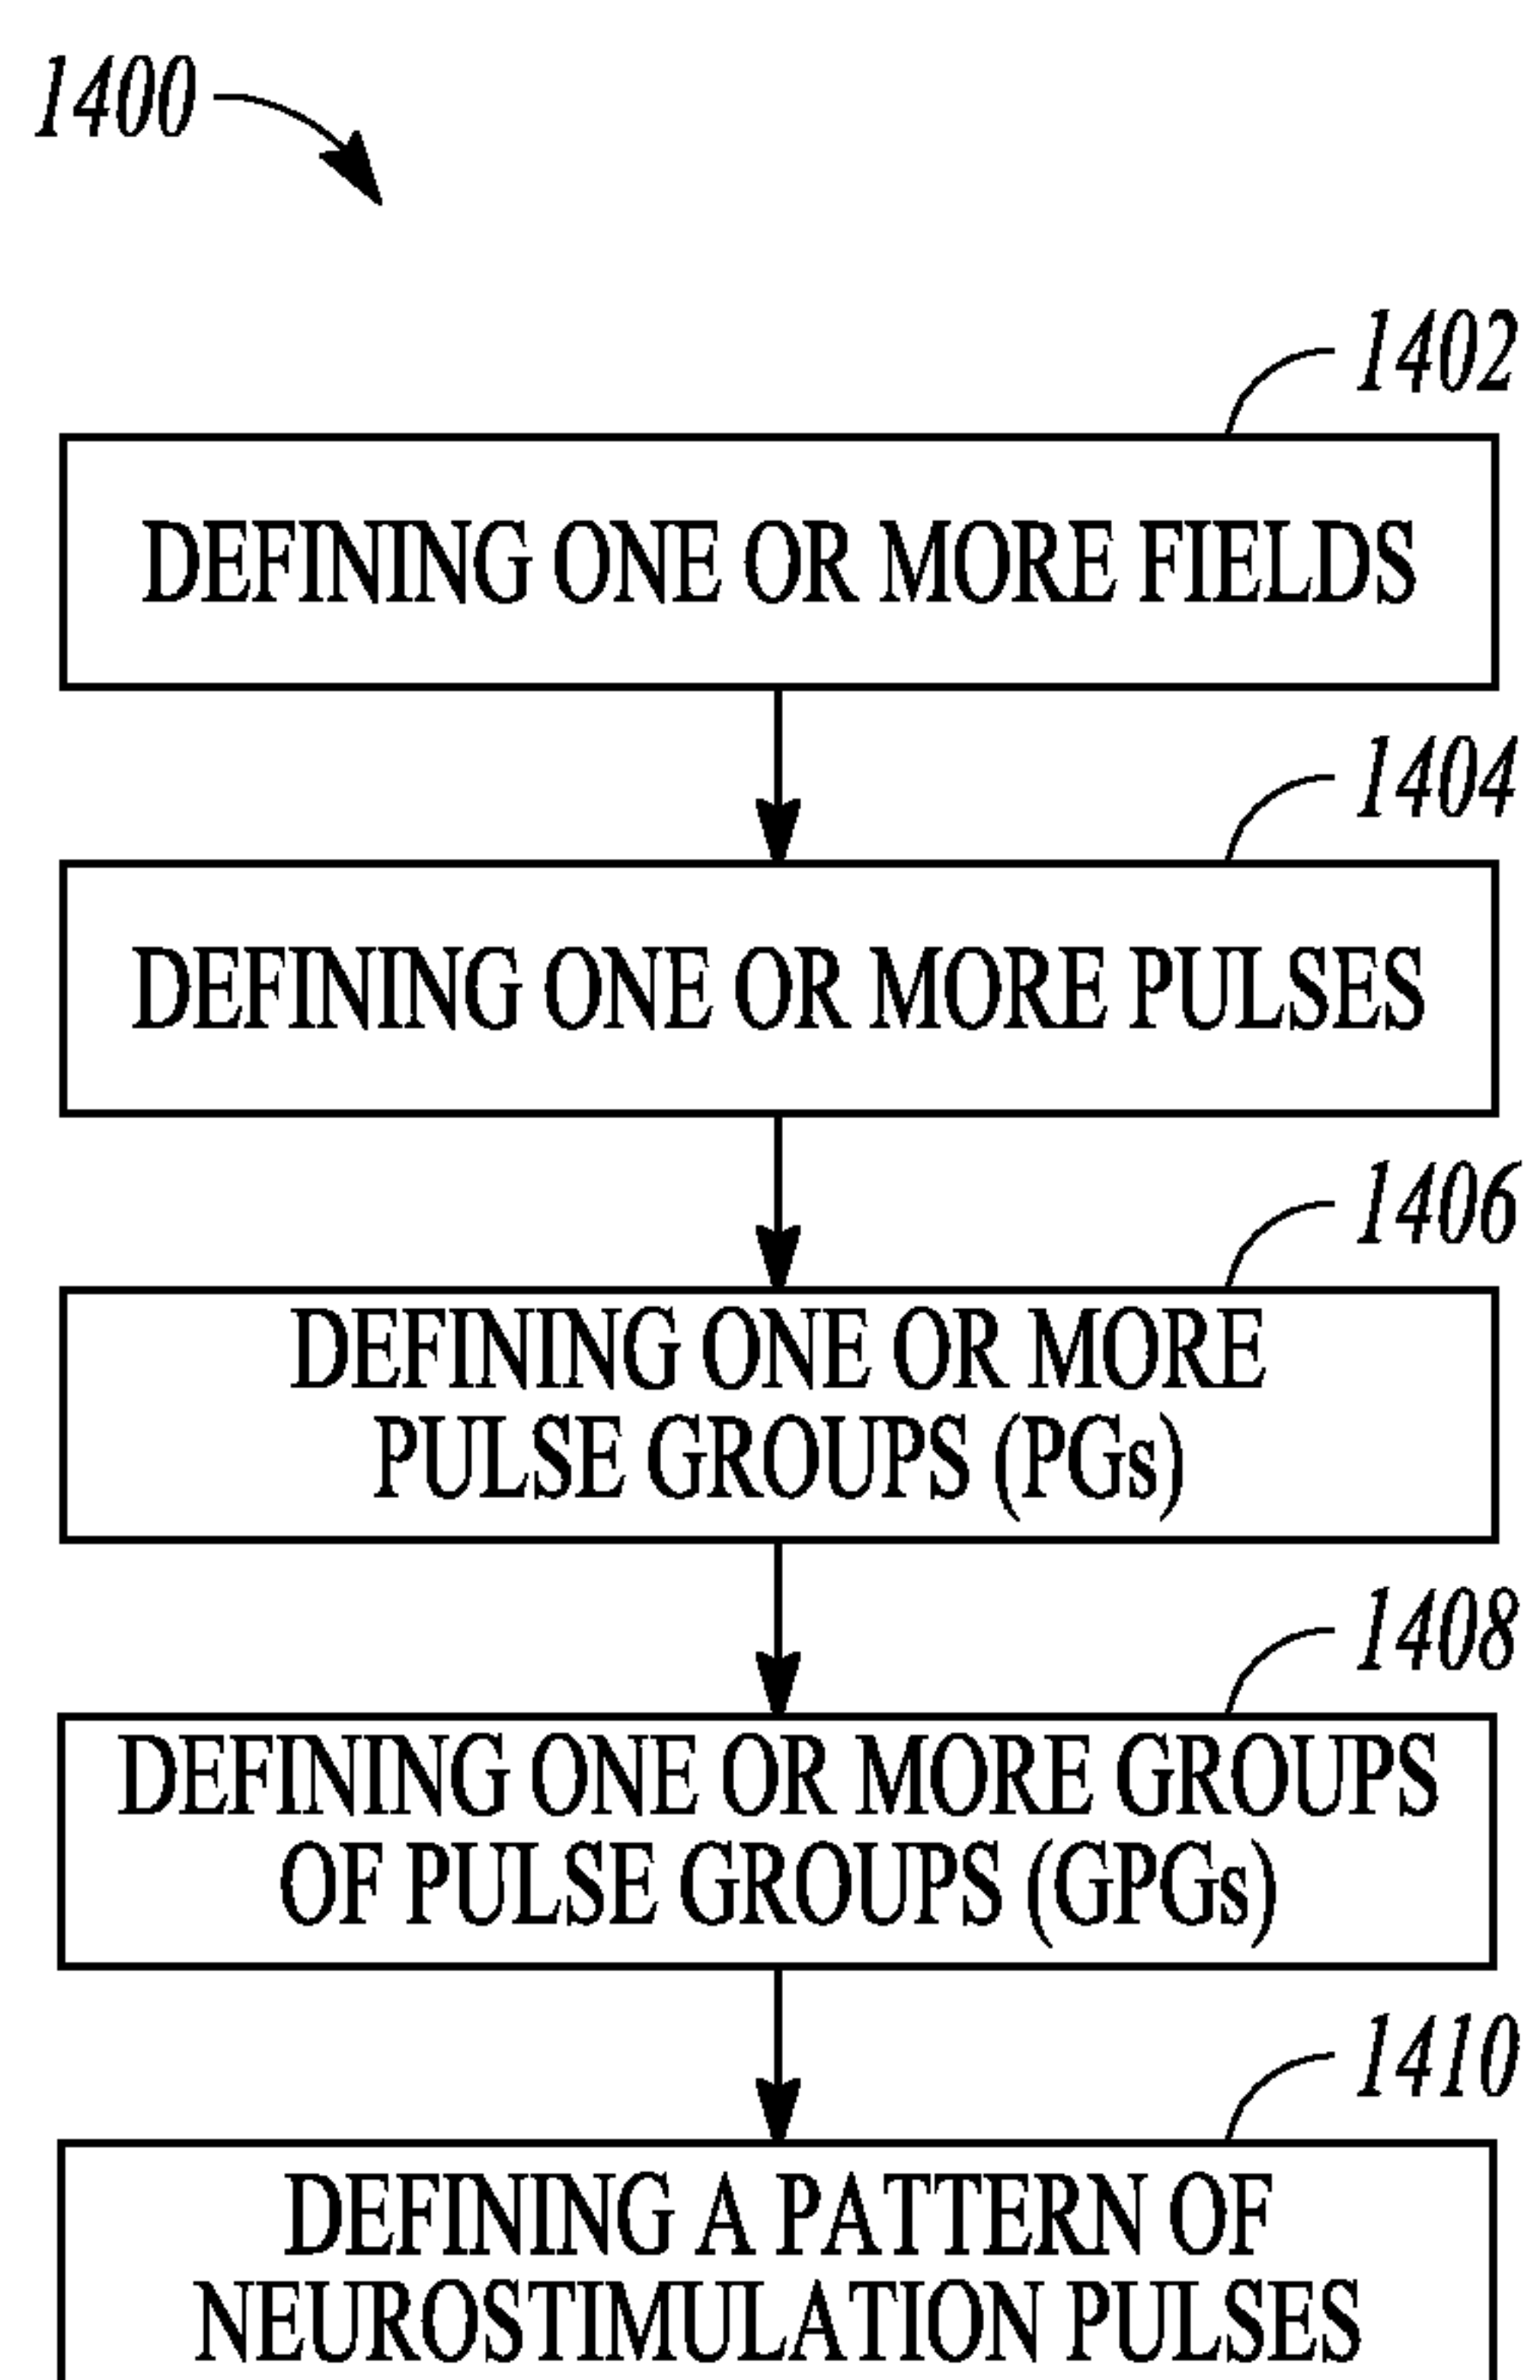 1400
1402
DEFINING ONE OR MORE FIELDS
1404
DEFINING ONE OR MORE PULSES
1406
DEFINING ONE OR MORE
PULSE GROUPS (PGs)
1408
DEFINING ONE OR MORE GROUPS
OF PULSE GROUPS (GPGs)
1410
DEFINING A PATTERN OF
NEUROSTIMULATION PULSES